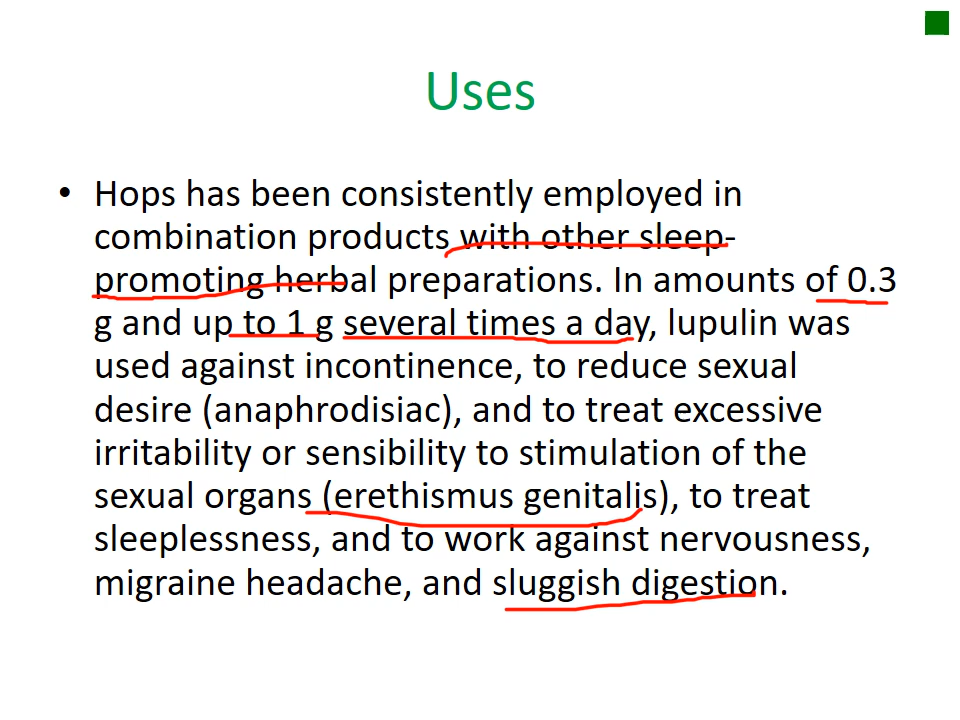 Uses
• Hops has been consistently employed in
combination products with other sleep-
promoting herbal preparations. In amounts of 0.3
g and up to 1 g several times a day, lupulin was
used against incontinence, to reduce sexual
desire (anaphrodisiac), and to treat excessive
irritability or sensibility to stimulation of the
sexual organs (erethismus genitalis), to treat
sleeplessness, and to work against nervousness,
migraine headache, and sluggish digestion.